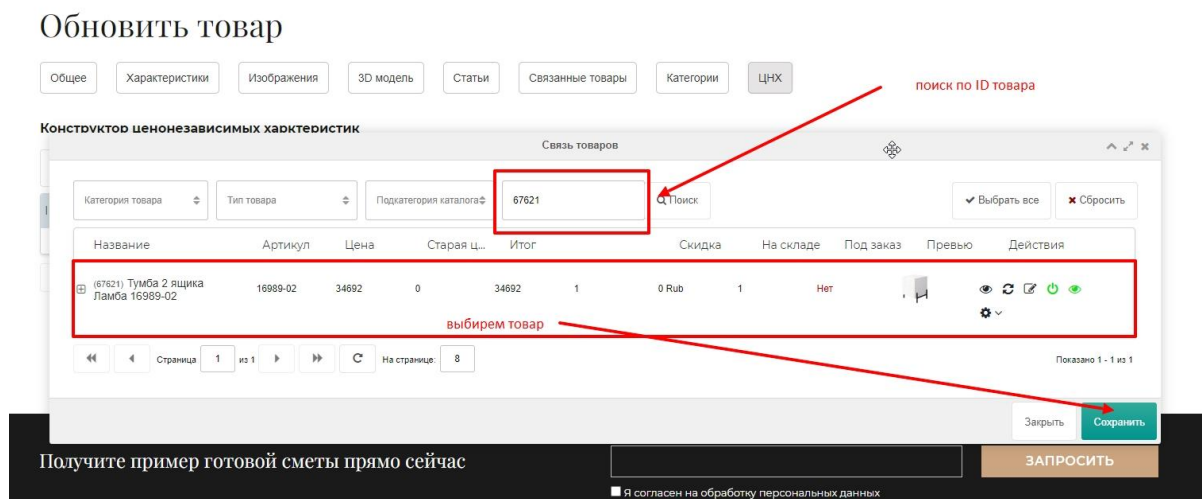 Обновить товар
Общее Характеристики Изображения 3D модель Статьи Связанные товары Категории ЦНХ
поиск по ID товара
Конструктор ценонезависимых харктеристик
Связь товаров
Категория товара Тип товара Подкатегория каталога 67621 Поиск Выбрать все Сбросить
Название Артикул Цена Старая ц... Итог Скидка На складе Под заказ Превью Действия
(67621) Тумба 2 ящика 16989-02 34692 0 34692 1 0 Rub 1 Нет
Ламба 16989-02
выбирем товар
Страница 1 из 1 На странице: 8 Показано 1 - 1 из 1
Закрыть Сохранить
Получите пример готовой сметы прямо сейчас ЗАПРОСИТЬ
Я согласен на обработку персональных данных